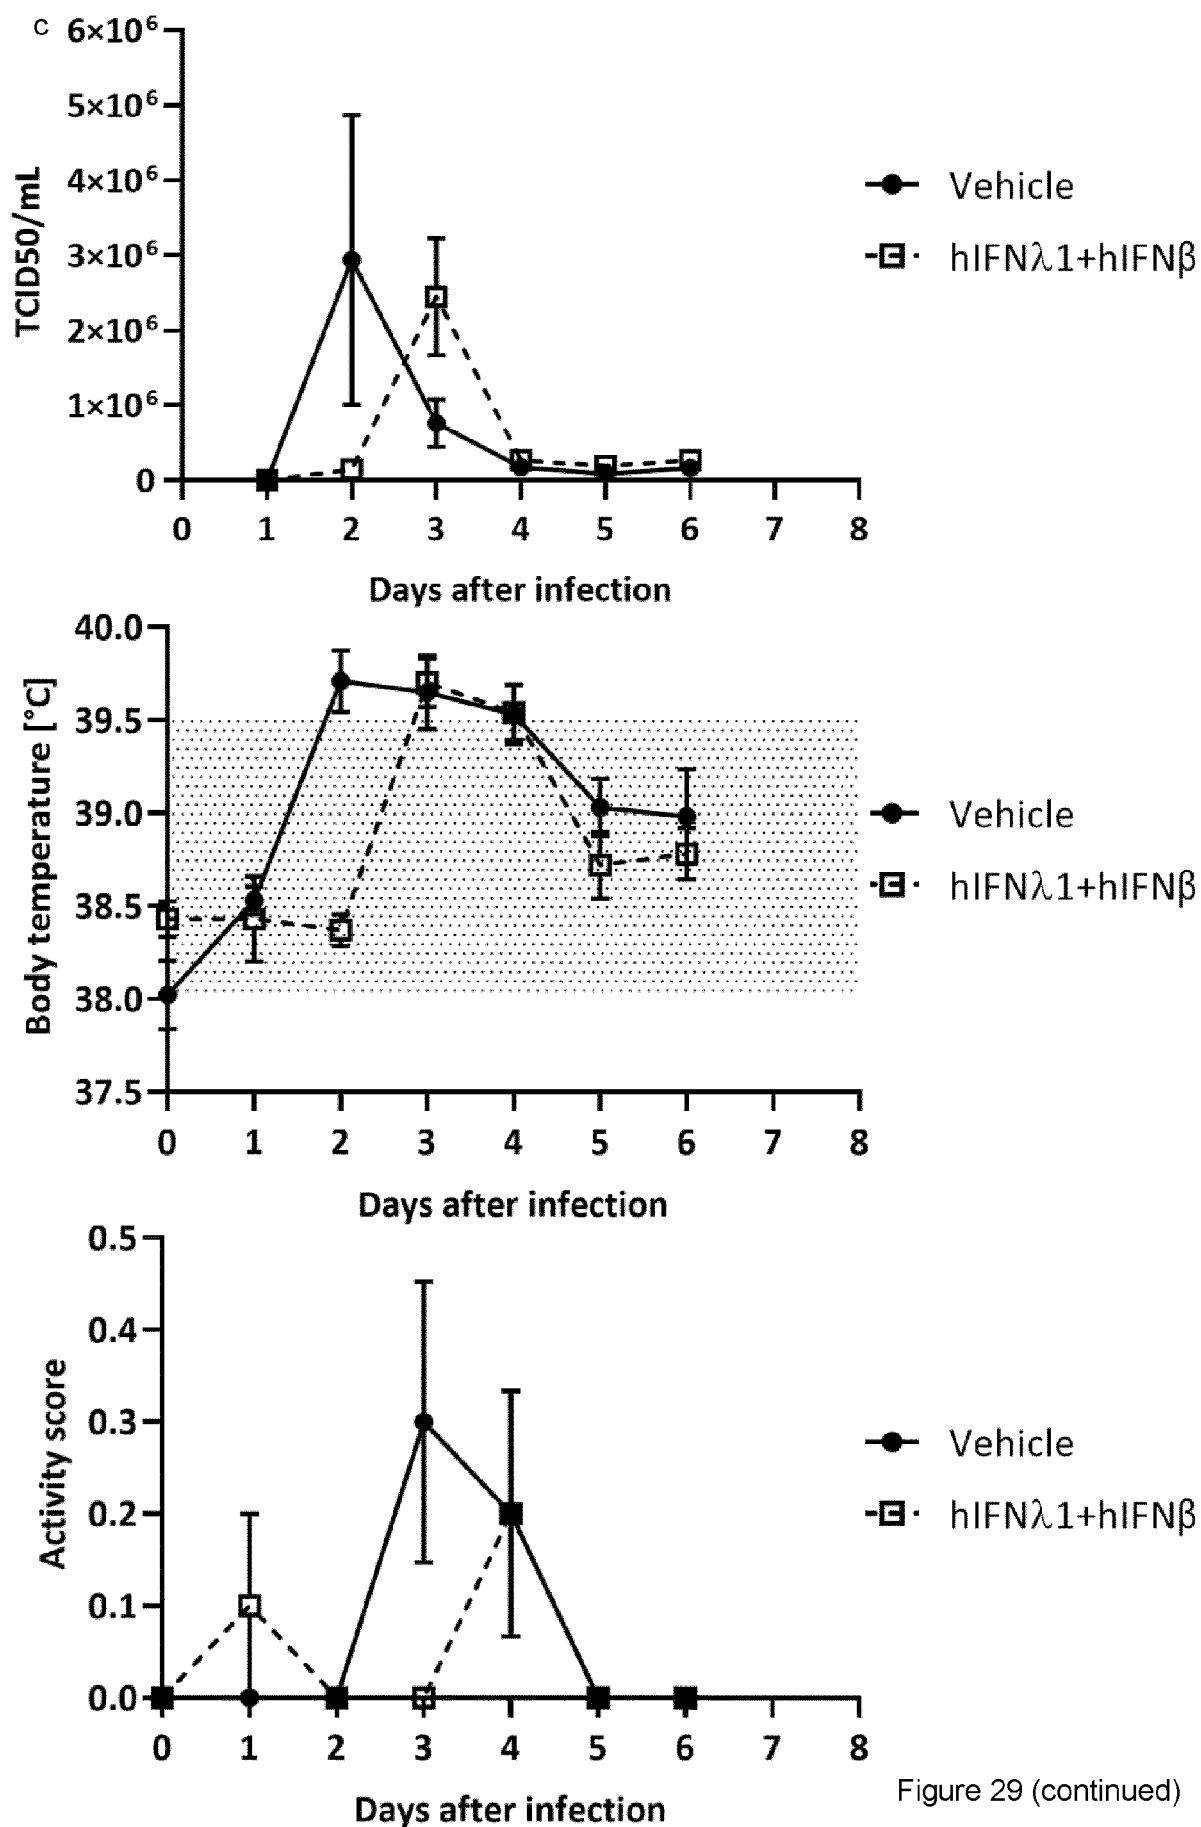 c
6×10⁶
5×10⁶
4×10⁶
3×10⁶
2×10⁶
1×10⁶
0
TCID50/mL
0 1 2 3 4 5 6 7 8
Days after infection
Vehicle
hIFNλ1+hIFNβ
40.0
39.5
39.0
38.5
38.0
37.5
Body temperature [°C]
0 1 2 3 4 5 6 7 8
Days after infection
Vehicle
hIFNλ1+hIFNβ
0.5
0.4
0.3
0.2
0.1
0.0
Activity score
0 1 2 3 4 5 6 7 8
Days after infection
Vehicle
hIFNλ1+hIFNβ
Figure 29 (continued)